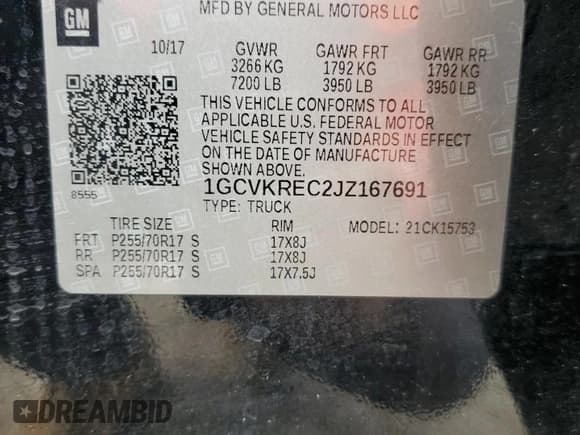 GM
MFD BY GENERAL MOTORS LLC
GM
10/17 GVWR GAWR FRT GAWR RR
3266 KG 1792 KG 1792 KG
7200 LB 3950 LB 3950 LB
THIS VEHICLE CONFORMS TO ALL
APPLICABLE U.S. FEDERAL MOTOR
VEHICLE SAFETY STANDARDS IN EFFECT
ON THE DATE OF MANUFACTURE
SHOWN ABOVE.
8555
1GCVKREC2JZ167691
TYPE: TRUCK
TIRE SIZE RIM MODEL: 21CK15753
FRT P255/70R17 S 17X8J
RR P255/70R17 S 17X8J
SPA P255/70R17 S 17X7.5J
DREAMBID